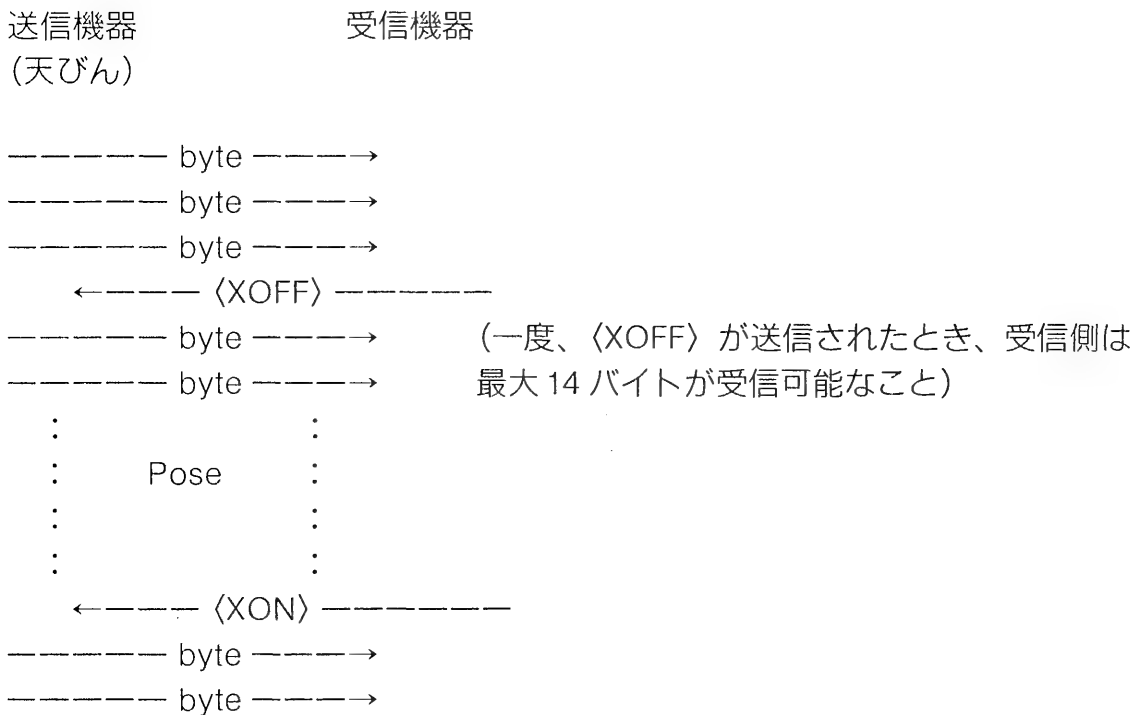 送信機器 受信機器
(天びん)
————— byte ———→
————— byte ———→
————— byte ———→
←———— 〈XOFF〉 —————
————— byte ———→ (一度、〈XOFF〉が送信されたとき、受信側は
————— byte ———→ 最大14バイトが受信可能なこと)
: :
: Pose :
: :
: :
←———— 〈XON〉 ——————
————— byte ———→
————— byte ———→